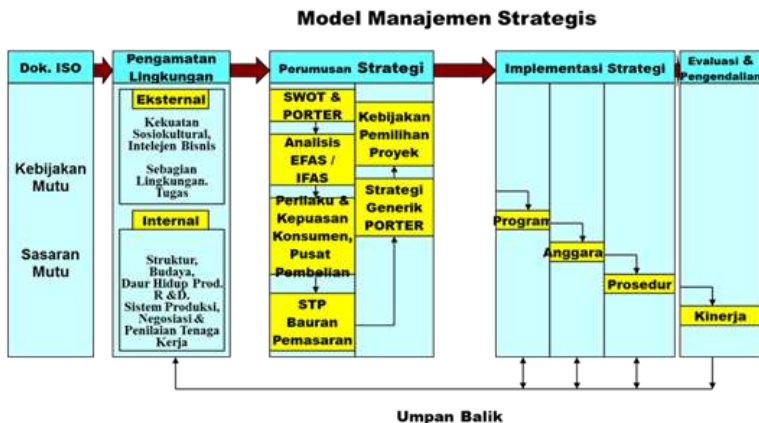 Model Manajemen Strategis
Dok. ISO
Kebijakan
Mutu
Sasaran
Mutu
Pengamatan
Lingkungan
Eksternal
Kekuatan
Sosiokultural,
Intelejen Bisnis
Sebagian
Lingkungan.
Tugas
Internal
Struktur,
Budaya,
Daur Hidup Prod.
R &D.
Sistem Produksi,
Negosiasi &
Penilaian Tenaga
Kerja
Perumusan Strategi
SWOT &
PORTER
Analisis
EFAS /
IFAS
Perilaku &
Kepuasan
Konsumen,
Pusat
Pembelian
STP
Bauran
Pemasaran
Kebijakan
Pemilihan
Proyek
Strategi
Generik
PORTER
Implementasi Strategi
Program
Anggara
Prosedur
Evaluasi &
Pengendalian
Kinerja
Umpan Balik